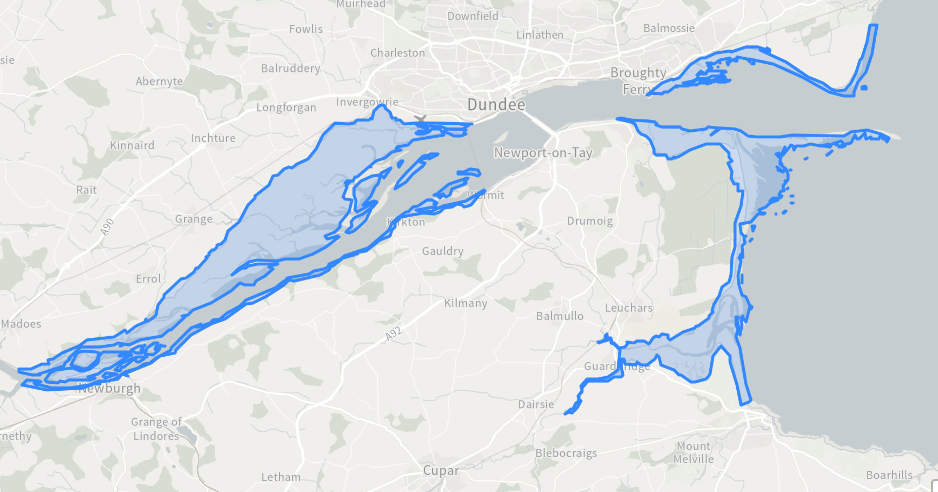 Muirhead
Downfield
Fowlis
Linlathen
Balmossie
Charleston
sie
Balruddery
Broughty
Ferry
Abernyte
Longforgan
Invergowrie
Dundee
Inchture
Kinnaird
Newport-on-Tay
Rait
Wormit
Grange
Kirkton
Drumoig
A90
Gauldry
Errol
Kilmany
Leuchars
Balmullo
Madoes
A92
Guardbridge
Newburgh
Dairsie
Grange of
Lindores
rnethy
Mount
Melville
Blebocraigs
Cupar
Letham
Boarhills